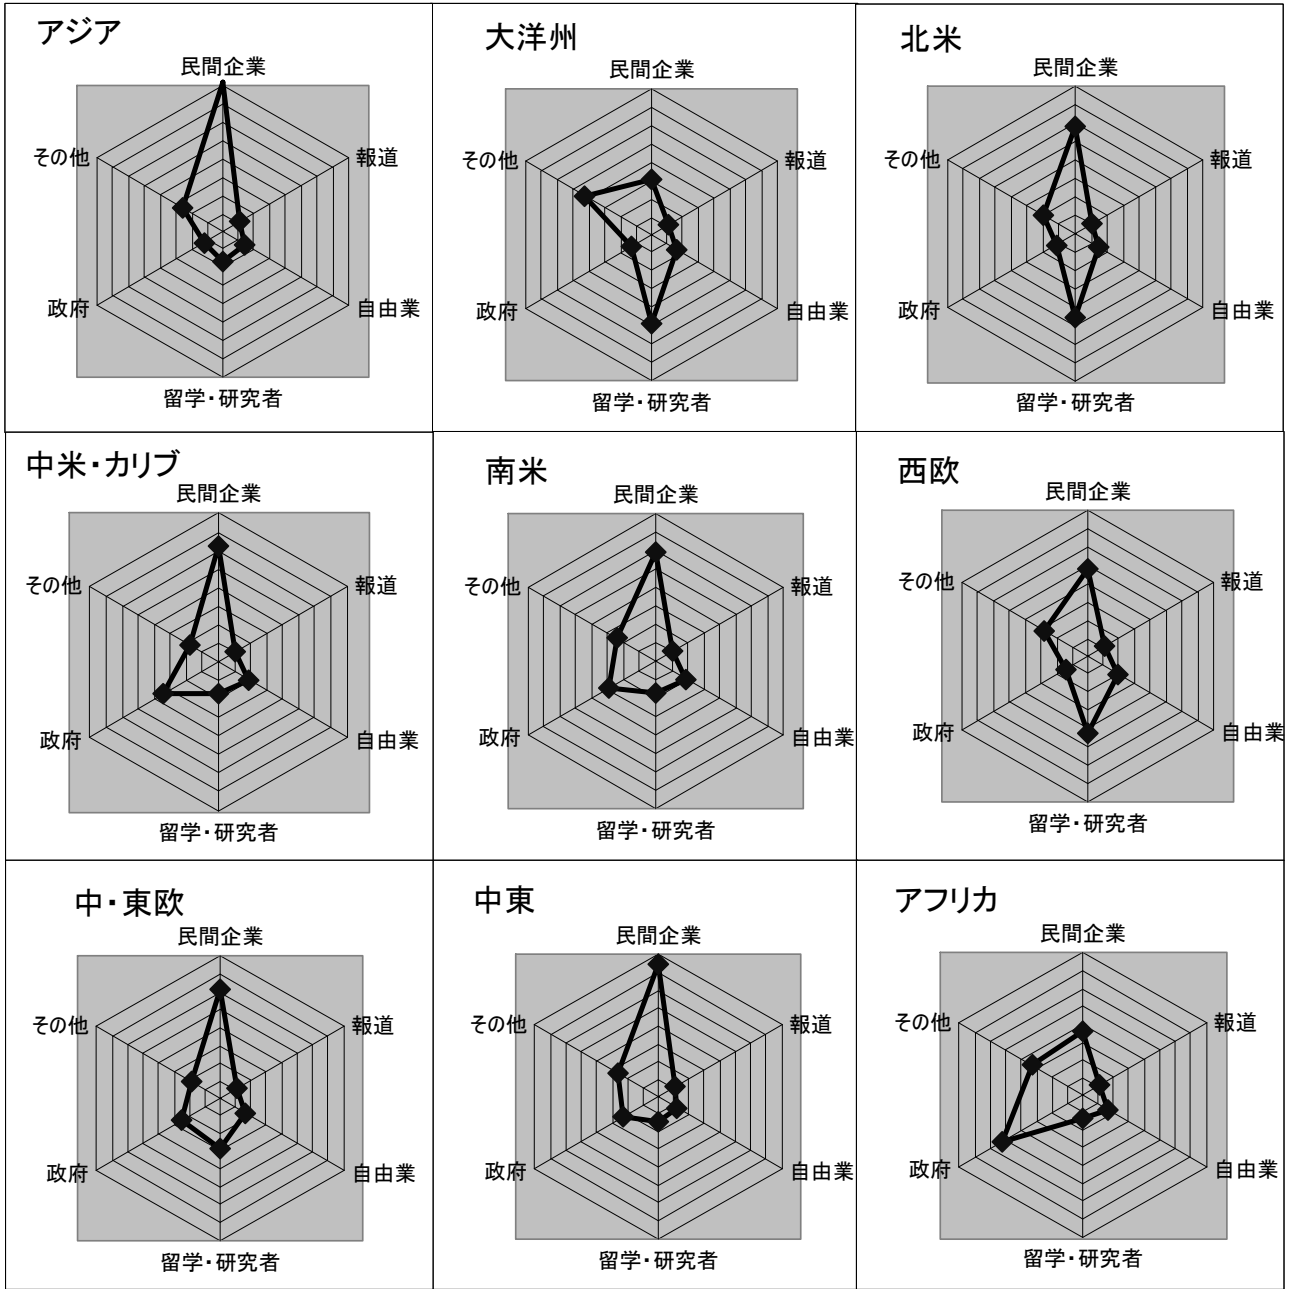 アジア
民間企業
報道
自由業
留学・研究者
政府
その他
大洋州
民間企業
報道
自由業
留学・研究者
政府
その他
北米
民間企業
報道
自由業
留学・研究者
政府
その他
中米・カリブ
民間企業
報道
自由業
留学・研究者
政府
その他
南米
民間企業
報道
自由業
留学・研究者
政府
その他
西欧
民間企業
報道
自由業
留学・研究者
政府
その他
中・東欧
民間企業
報道
自由業
留学・研究者
政府
その他
中東
民間企業
報道
自由業
留学・研究者
政府
その他
アフリカ
民間企業
報道
自由業
留学・研究者
政府
その他